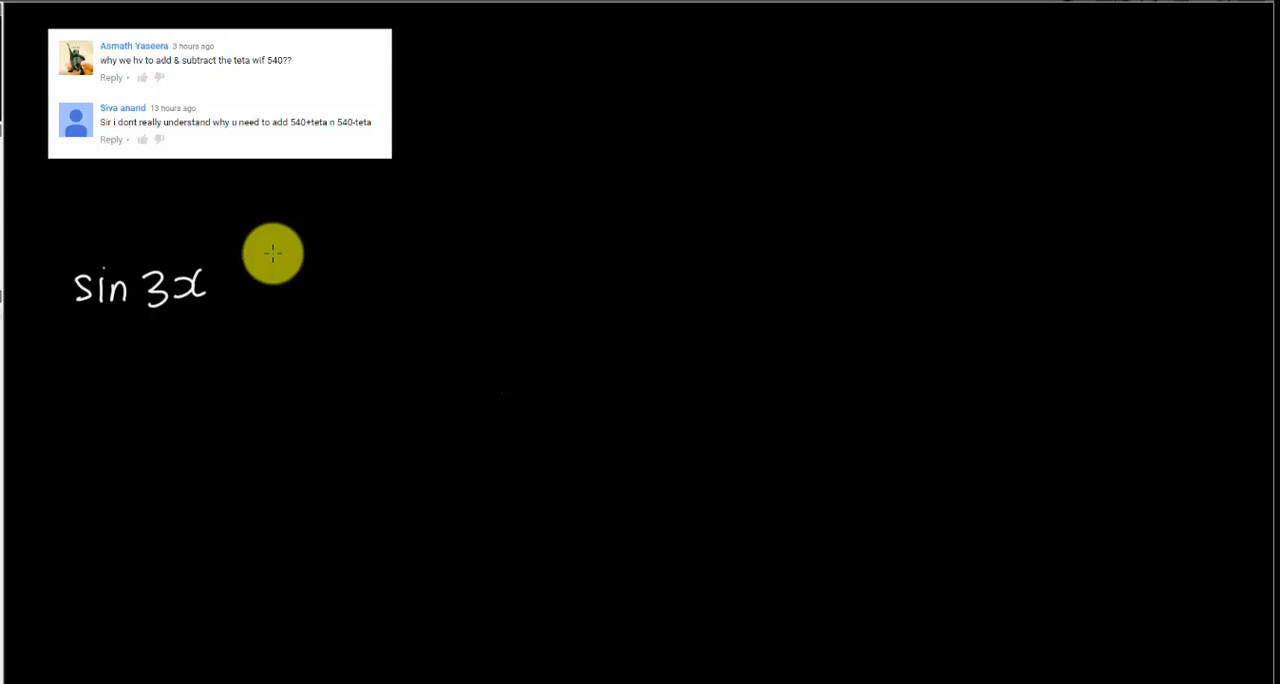 Asmath Yaseera 3 hours ago
why we hv to add & subtract the teta wif 540??
Reply •
Siva anand 13 hours ago
Sir i dont really understand why u need to add 540+teta n 540-teta
Reply •
sin 3x